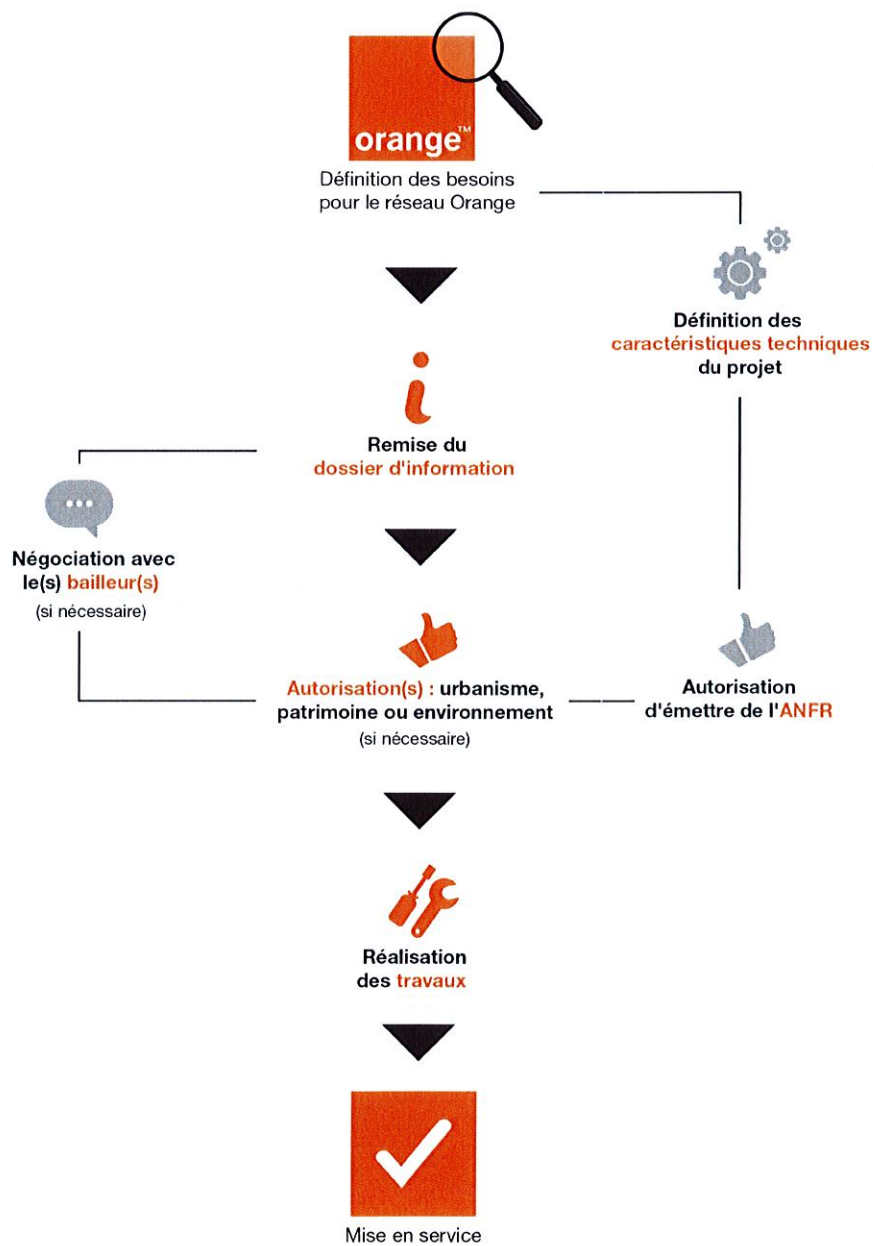 orange™
Définition des besoins
pour le réseau Orange
Définition des
caractéristiques techniques
du projet
Remise du
dossier d'information
Négociation avec
le(s) bailleur(s)
(si nécessaire)
Autorisation(s) : urbanisme,
patrimoine ou environnement
(si nécessaire)
Autorisation
d'émettre de l'ANFR
Réalisation
des travaux
Mise en service